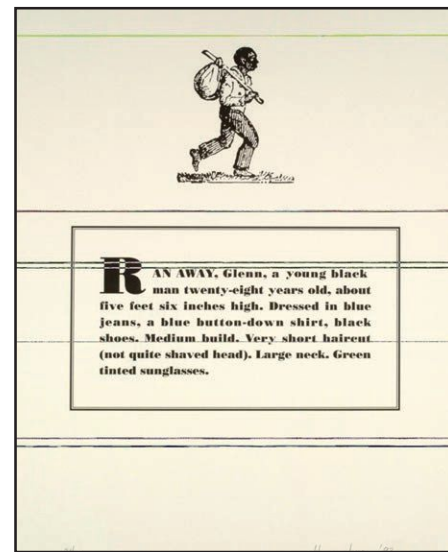 RAN AWAY, Glenn, a young black
man twenty-eight years old, about
five feet six inches high. Dressed in blue
jeans, a blue button-down shirt, black
shoes. Medium build. Very short haircut
(not quite shaved head). Large neck. Green
tinted sunglasses.